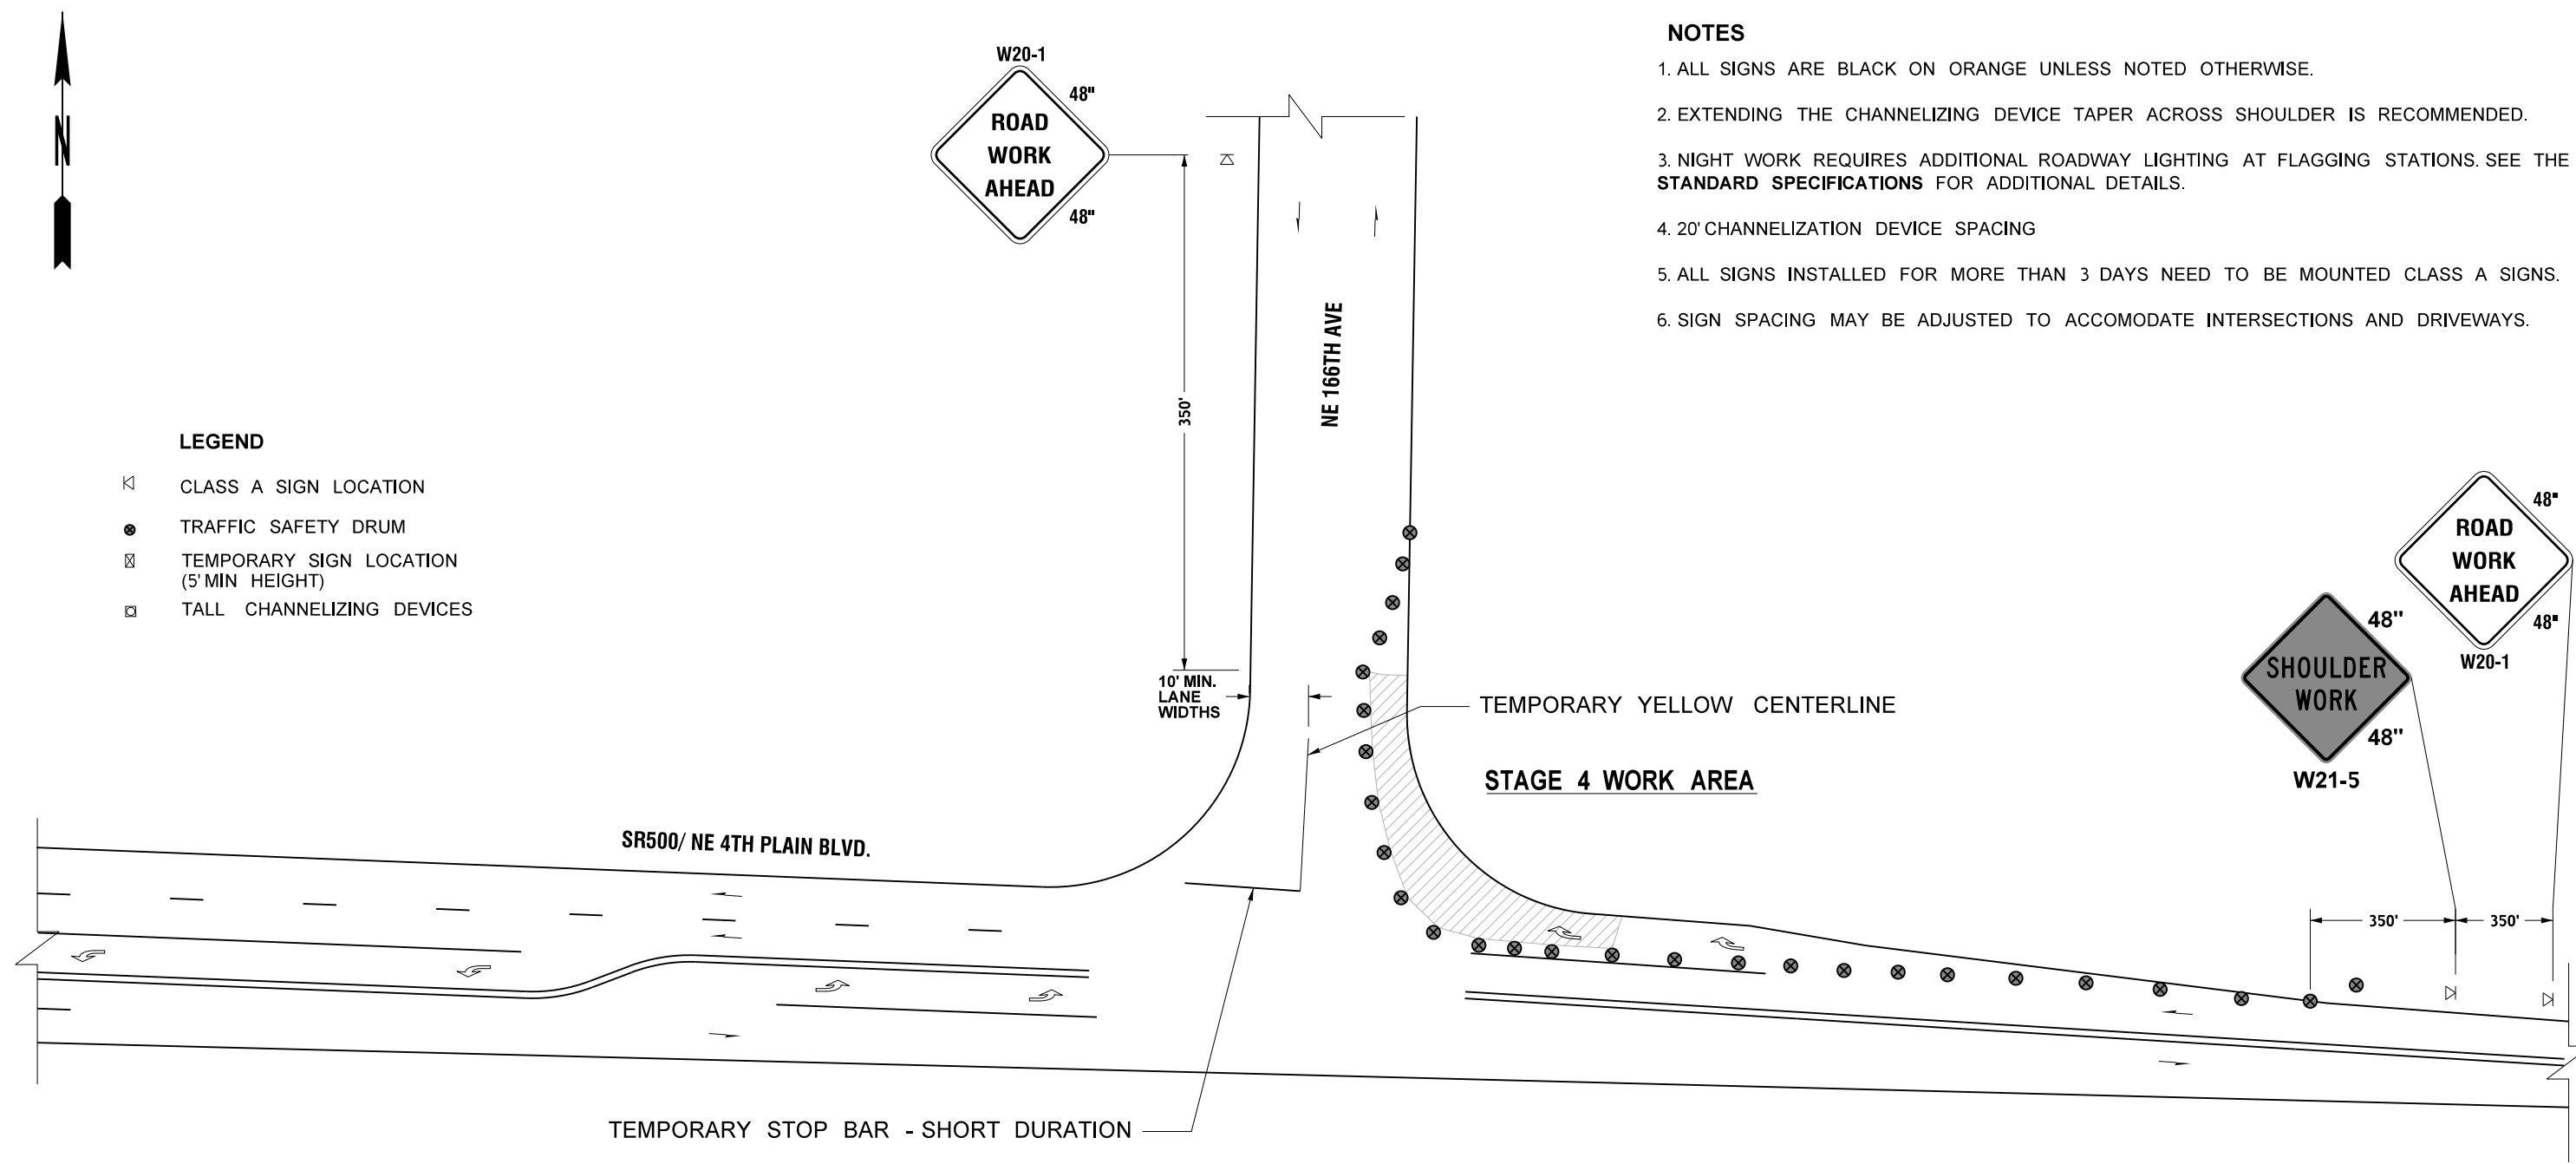 N
W20-1
48"
ROAD
WORK
AHEAD
48"
350'
NE 166TH AVE
NOTES
1. ALL SIGNS ARE BLACK ON ORANGE UNLESS NOTED OTHERWISE.
2. EXTENDING THE CHANNELIZING DEVICE TAPER ACROSS SHOULDER IS RECOMMENDED.
3. NIGHT WORK REQUIRES ADDITIONAL ROADWAY LIGHTING AT FLAGGING STATIONS. SEE THE
STANDARD SPECIFICATIONS FOR ADDITIONAL DETAILS.
4. 20' CHANNELIZATION DEVICE SPACING
5. ALL SIGNS INSTALLED FOR MORE THAN 3 DAYS NEED TO BE MOUNTED CLASS A SIGNS.
6. SIGN SPACING MAY BE ADJUSTED TO ACCOMODATE INTERSECTIONS AND DRIVEWAYS.
LEGEND
CLASS A SIGN LOCATION
TRAFFIC SAFETY DRUM
TEMPORARY SIGN LOCATION
(5' MIN HEIGHT)
TALL CHANNELIZING DEVICES
10' MIN.
LANE
WIDTHS
TEMPORARY YELLOW CENTERLINE
STAGE 4 WORK AREA
48"
ROAD
WORK
AHEAD
48"
W20-1
48"
SHOULDER
WORK
48"
W21-5
SR500/ NE 4TH PLAIN BLVD.
350'
350'
TEMPORARY STOP BAR - SHORT DURATION